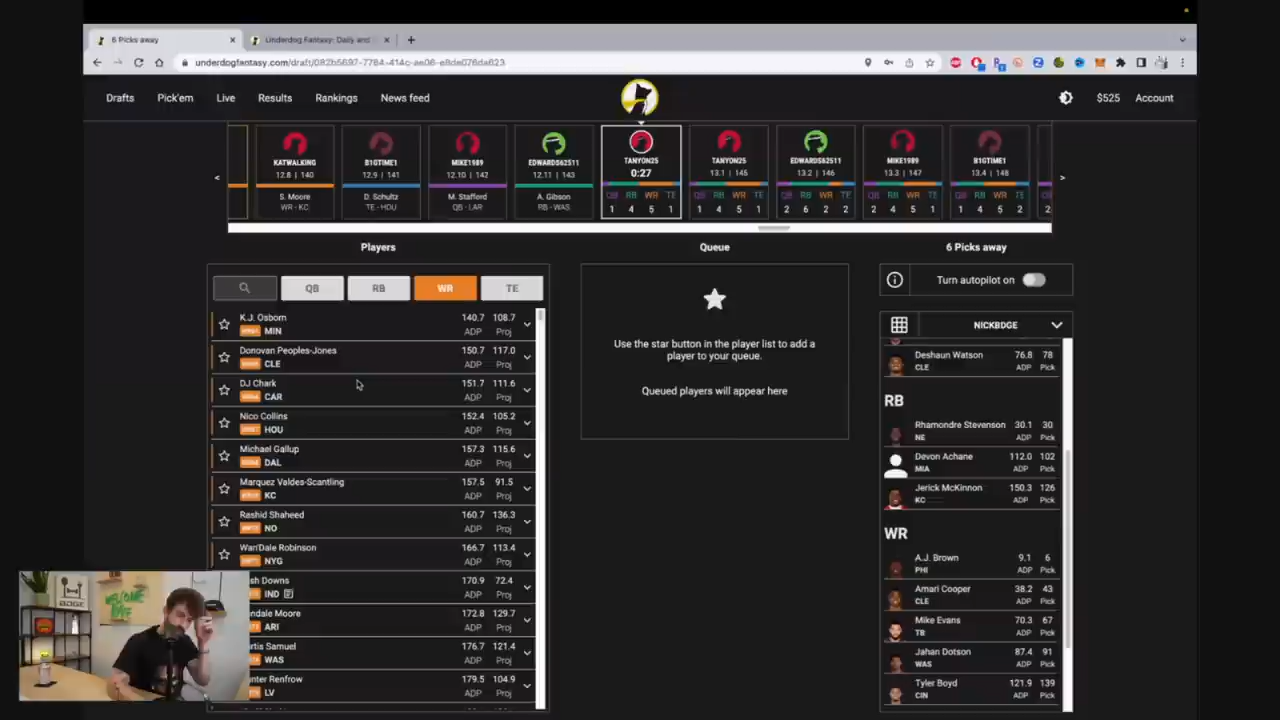 6 Picks away
Underdog Fantasy: Daily and
underdogfantasy.com/draft/082b5697-7784-414c-ae06-e8de076da623
Drafts Pick'em Live Results Rankings News feed $525 Account
KATWALKING B1GTIME1 MIKE1989 EDWARDS62511 TANYON25 TANYON25 EDWARDS62511 MIKE1989 B1GTIME1
12.8 | 140 12.9 | 141 12.10 | 142 12.11 | 143 0:27 13.1 | 145 13.2 | 146 13.3 | 147 13.4 | 148
S. Moore D. Schultz M. Stafford A. Gibson QB RB WR TE QB RB WR TE QB RB WR TE QB RB WR TE QB RB WR TE
WR - KC TE - HOU QB - LAR RB - WAS 1 4 5 1 1 4 5 1 2 6 2 2 2 4 5 1 1 4 5 2 2
Players
QB RB WR TE
K.J. Osborn 140.7 108.7
MIN ADP Proj
Donovan Peoples-Jones 150.7 117.0
CLE ADP Proj
DJ Chark 151.7 111.6
CAR ADP Proj
Nico Collins 152.4 105.2
HOU ADP Proj
Michael Gallup 157.3 115.6
DAL ADP Proj
Marquez Valdes-Scantling 157.5 91.5
KC ADP Proj
Rashid Shaheed 160.7 136.3
NO ADP Proj
Wan'Dale Robinson 166.7 113.4
NYG ADP Proj
sh Downs 170.9 72.4
IND ADP Proj
ndale Moore 172.8 129.7
ARI ADP Proj
rtis Samuel 176.7 121.4
WAS ADP Proj
nter Renfrow 179.5 104.9
LV ADP Proj
Queue
Use the star button in the player list to add a
player to your queue.
Queued players will appear here
6 Picks away
Turn autopilot on
NICKBDGE
Deshaun Watson 76.8 78
CLE ADP Pick
RB
Rhamondre Stevenson 30.1 30
NE ADP Pick
Devon Achane 112.0 102
MIA ADP Pick
Jerick McKinnon 150.3 126
KC ADP Pick
WR
A.J. Brown 9.1 6
PHI ADP Pick
Amari Cooper 38.2 43
CLE ADP Pick
Mike Evans 70.3 67
TB ADP Pick
Jahan Dotson 87.4 91
WAS ADP Pick
Tyler Boyd 121.9 139
CIN ADP Pick
BDGE
WELCOME